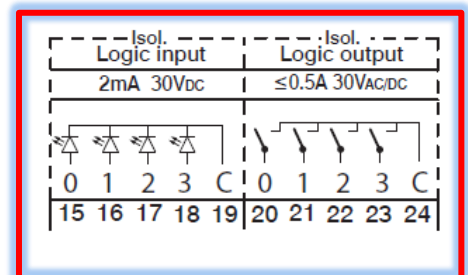 Isol. Isol.
Logic input Logic output
2mA 30VDC ≤0.5A 30VAC/DC
0 1 2 3 C 0 1 2 3 C
15 16 17 18 19 20 21 22 23 24